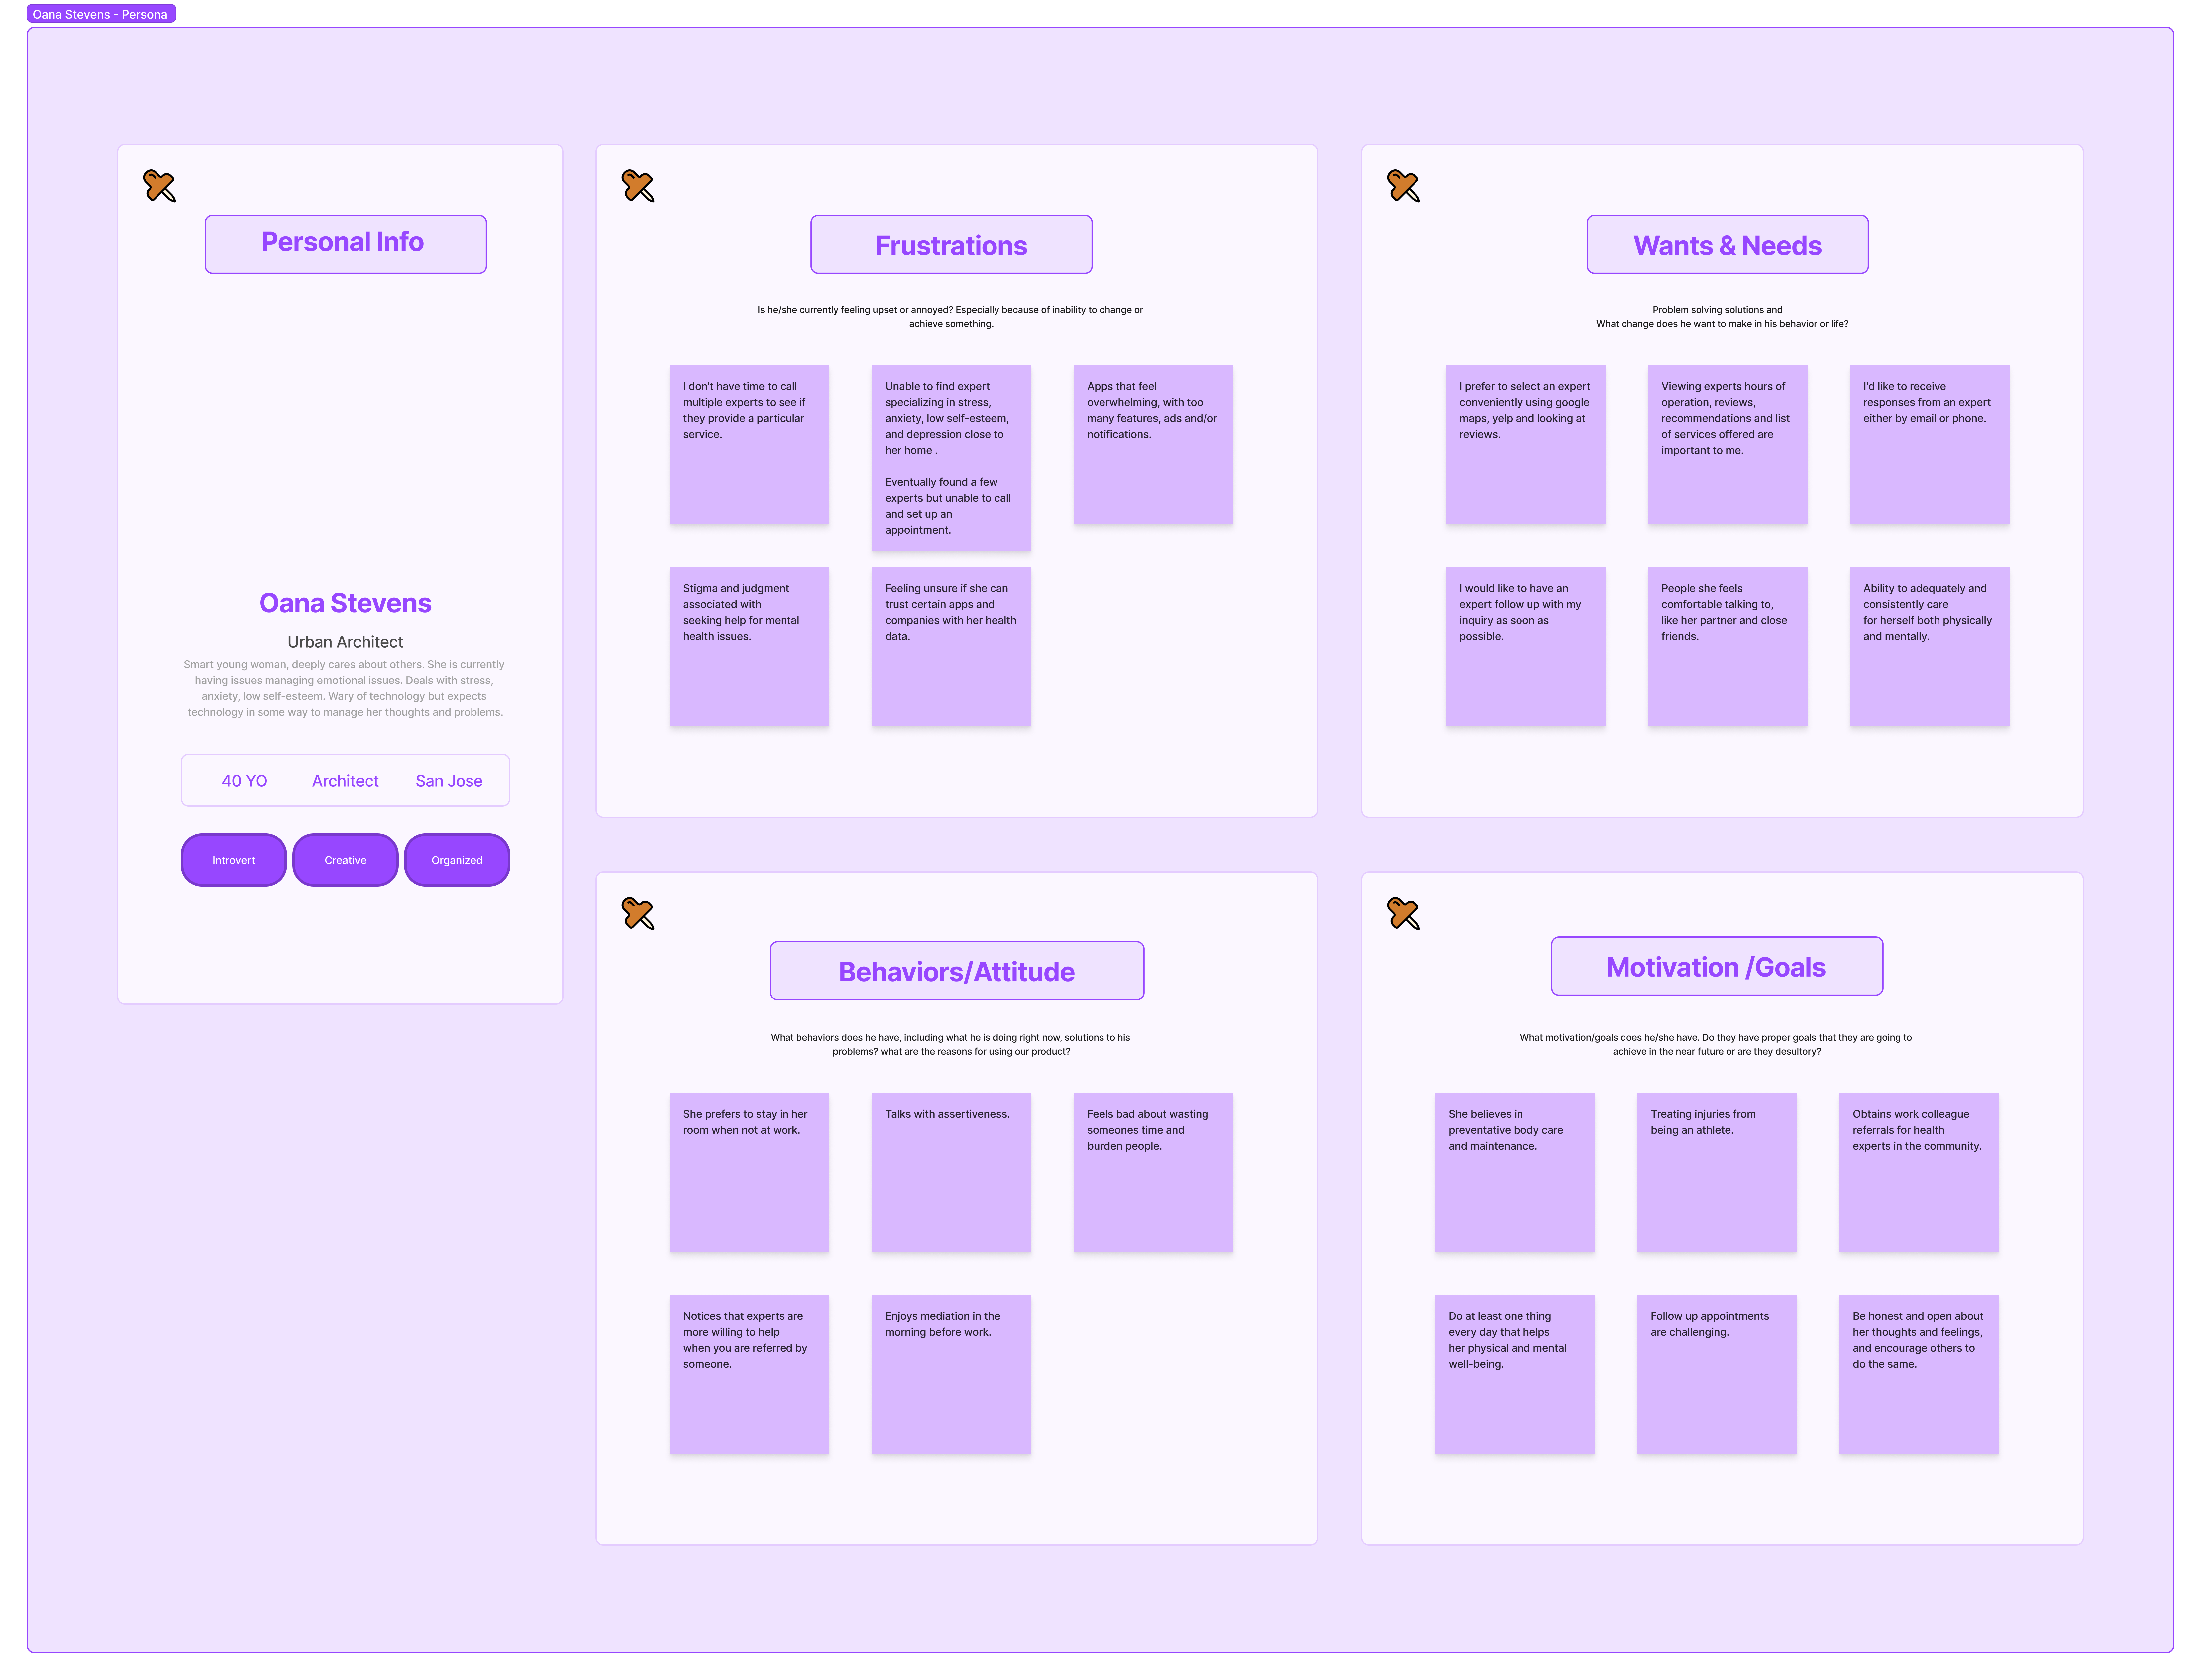 Oana Stevens - Persona
Personal Info
Oana Stevens
Urban Architect
Smart young woman, deeply cares about others. She is currently
having issues managing emotional issues. Deals with stress,
anxiety, low self-esteem. Wary of technology but expects
technology in some way to manage her thoughts and problems.
40 YO
Architect
San Jose
Introvert
Creative
Organized
Frustrations
Is he/she currently feeling upset or annoyed? Especially because of inability to change or
achieve something.
I don't have time to call
multiple experts to see if
they provide a particular
service.
Unable to find expert
specializing in stress,
anxiety, low self-esteem,
and depression close to
her home .
Eventually found a few
experts but unable to call
and set up an
appointment.
Apps that feel
overwhelming, with too
many features, ads and/or
notifications.
Stigma and judgment
associated with
seeking help for mental
health issues.
Feeling unsure if she can
trust certain apps and
companies with her health
data.
Wants & Needs
Problem solving solutions and
What change does he want to make in his behavior or life?
I prefer to select an expert
conveniently using google
maps, yelp and looking at
reviews.
Viewing experts hours of
operation, reviews,
recommendations and list
of services offered are
important to me.
I'd like to receive
responses from an expert
either by email or phone.
I would like to have an
expert follow up with my
inquiry as soon as
possible.
People she feels
comfortable talking to,
like her partner and close
friends.
Ability to adequately and
consistently care
for herself both physically
and mentally.
Behaviors/Attitude
What behaviors does he have, including what he is doing right now, solutions to his
problems? what are the reasons for using our product?
She prefers to stay in her
room when not at work.
Talks with assertiveness.
Feels bad about wasting
someones time and
burden people.
Notices that experts are
more willing to help
when you are referred by
someone.
Enjoys mediation in the
morning before work.
Motivation /Goals
What motivation/goals does he/she have. Do they have proper goals that they are going to
achieve in the near future or are they desultory?
She believes in
preventative body care
and maintenance.
Treating injuries from
being an athlete.
Obtains work colleague
referrals for health
experts in the community.
Do at least one thing
every day that helps
her physical and mental
well-being.
Follow up appointments
are challenging.
Be honest and open about
her thoughts and feelings,
and encourage others to
do the same.